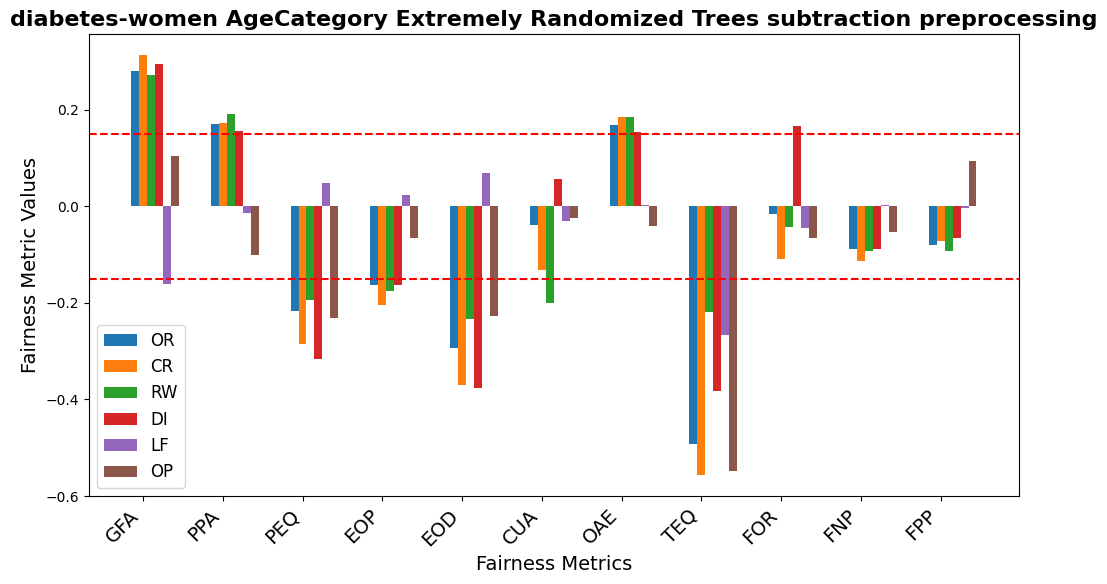 diabetes-women AgeCategory Extremely Randomized Trees subtraction preprocessing
Fairness Metric Values
0.2
0.0
−0.2
−0.4
−0.6
OR
CR
RW
DI
LF
OP
GFA
PPA
PEQ
EOP
EOD
CUA
OAE
TEQ
FOR
FNP
FPP
Fairness Metrics